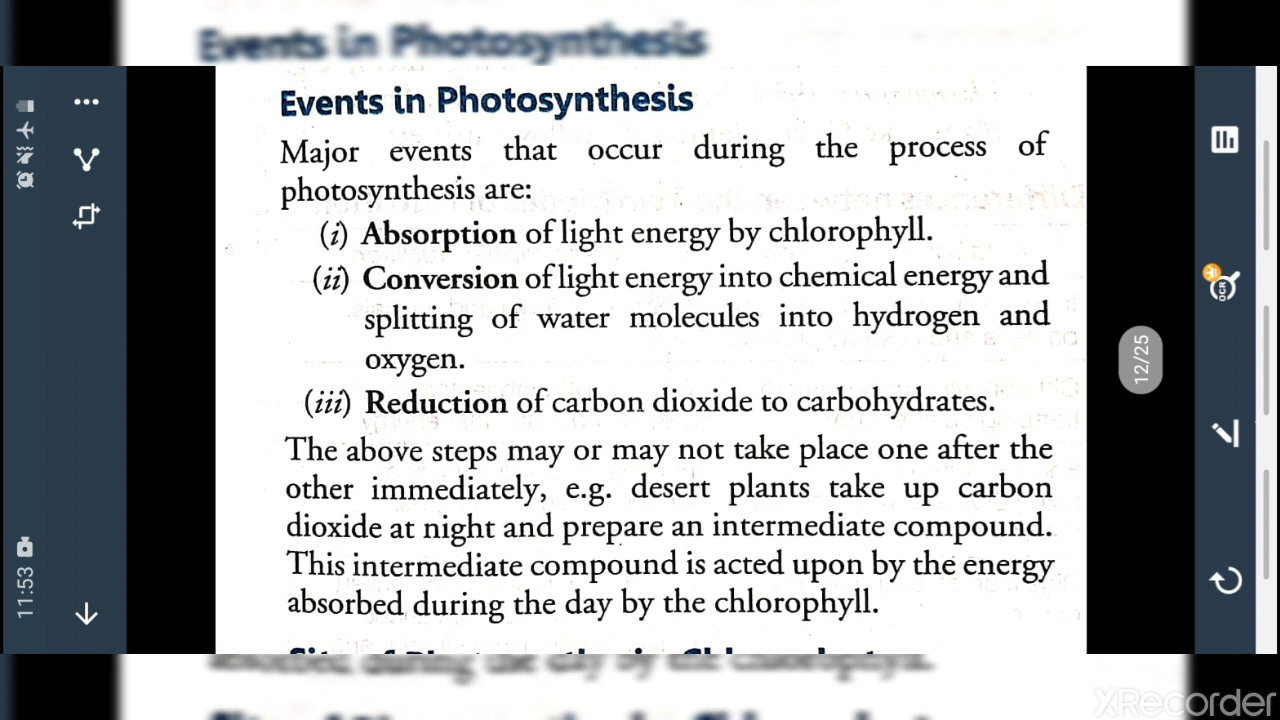 Events in Photosynthesis
Events in Photosynthesis
Major events that occur during the process of
photosynthesis are:
(i) Absorption of light energy by chlorophyll.
(ii) Conversion of light energy into chemical energy and
splitting of water molecules into hydrogen and
oxygen.
(iii) Reduction of carbon dioxide to carbohydrates.
The above steps may or may not take place one after the
other immediately, e.g. desert plants take up carbon
dioxide at night and prepare an intermediate compound.
This intermediate compound is acted upon by the energy
absorbed during the day by the chlorophyll.
11:53
12/25
OCR
XRecorder